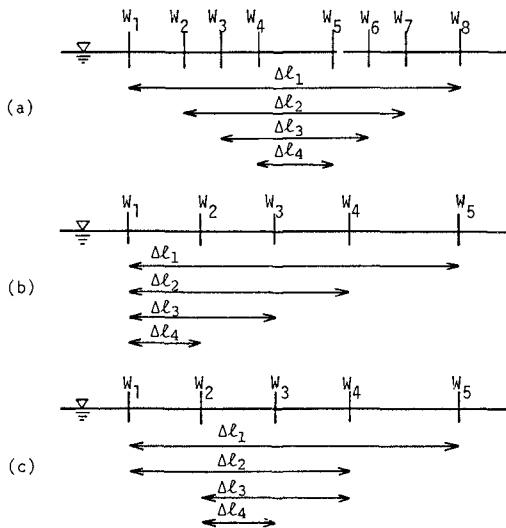 W₁ W₂ W₃ W₄ W₅ W₆ W₇ W₈
Δℓ₁
(a)
Δℓ₂
Δℓ₃
Δℓ₄
W₁ W₂ W₃ W₄ W₅
Δℓ₁
(b)
Δℓ₂
Δℓ₃
Δℓ₄
W₁ W₂ W₃ W₄ W₅
Δℓ₁
(c)
Δℓ₂
Δℓ₃
Δℓ₄